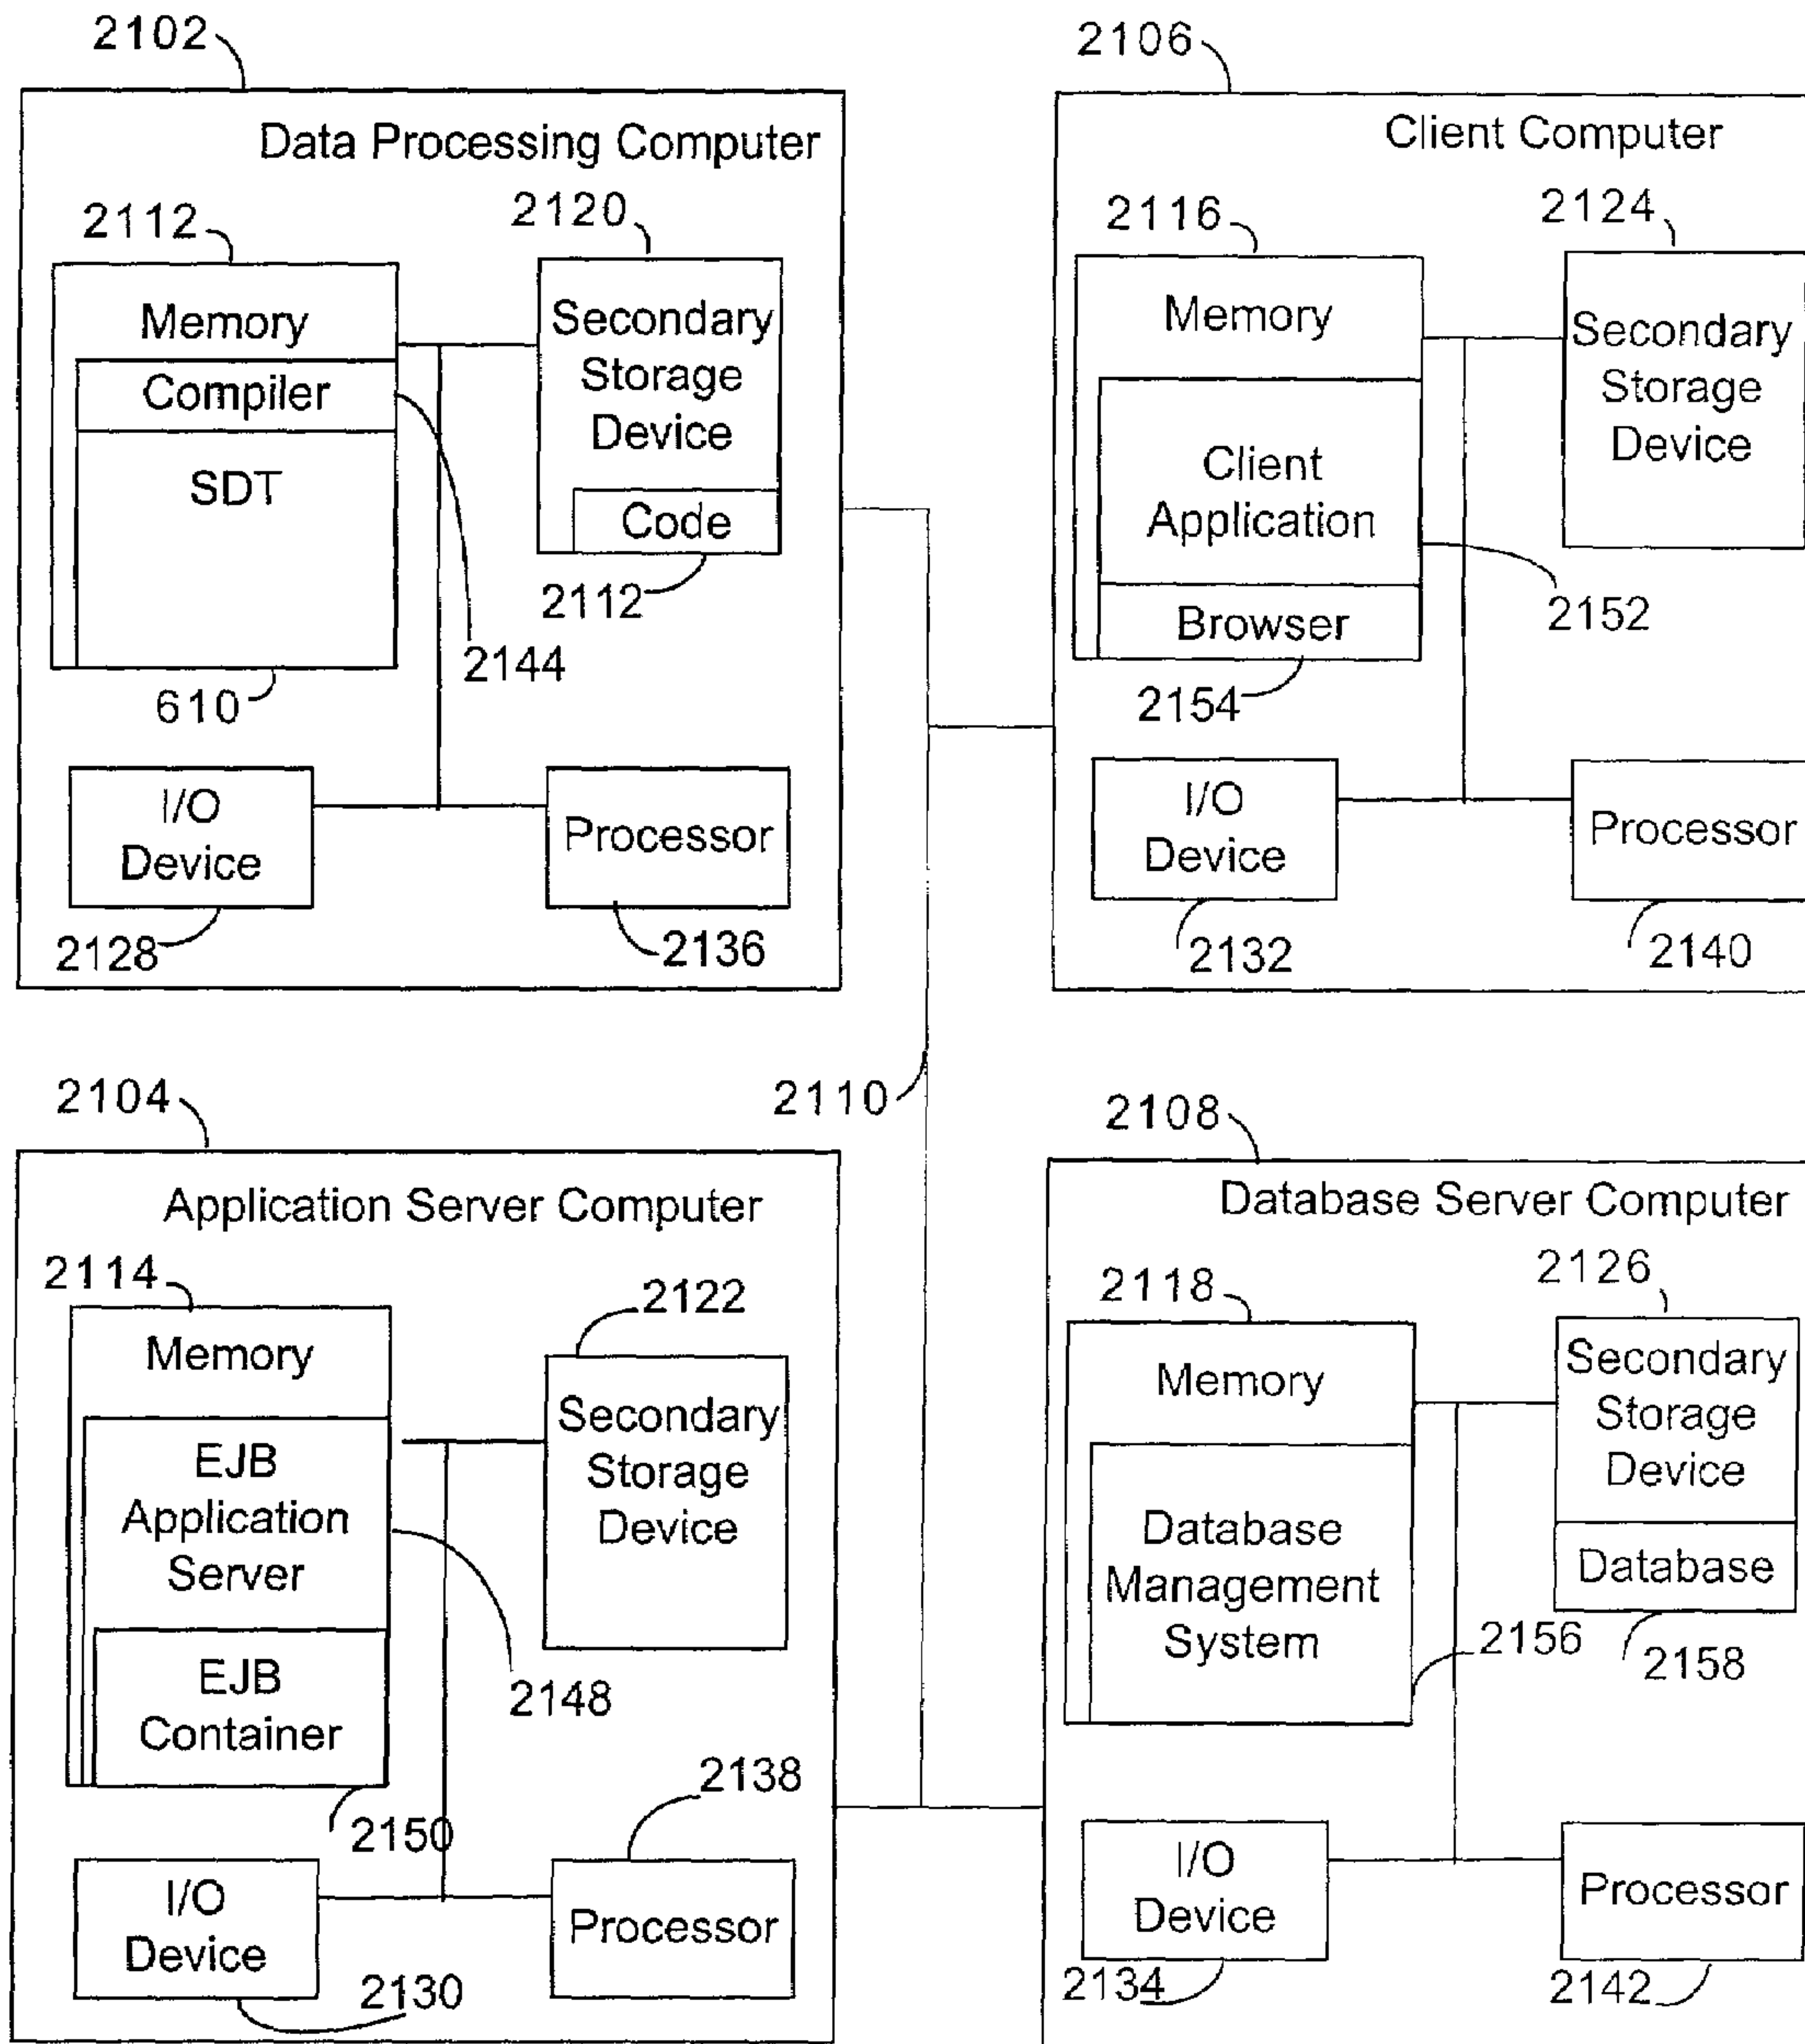 2102
Data Processing Computer
2112
2120
Memory
Compiler
SDT
Secondary
Storage
Device
Code
2112
2144
610
I/O
Device
Processor
2128
2136
2106
Client Computer
2116
2124
Memory
Client
Application
Browser
Secondary
Storage
Device
2152
2154
I/O
Device
Processor
2132
2140
2110
2104
Application Server Computer
2114
2122
Memory
EJB
Application
Server
EJB
Container
Secondary
Storage
Device
2148
2150
2138
I/O
Device
Processor
2130
2108
Database Server Computer
2118
2126
Memory
Database
Management
System
Secondary
Storage
Device
Database
2156
2158
I/O
Device
Processor
2134
2142